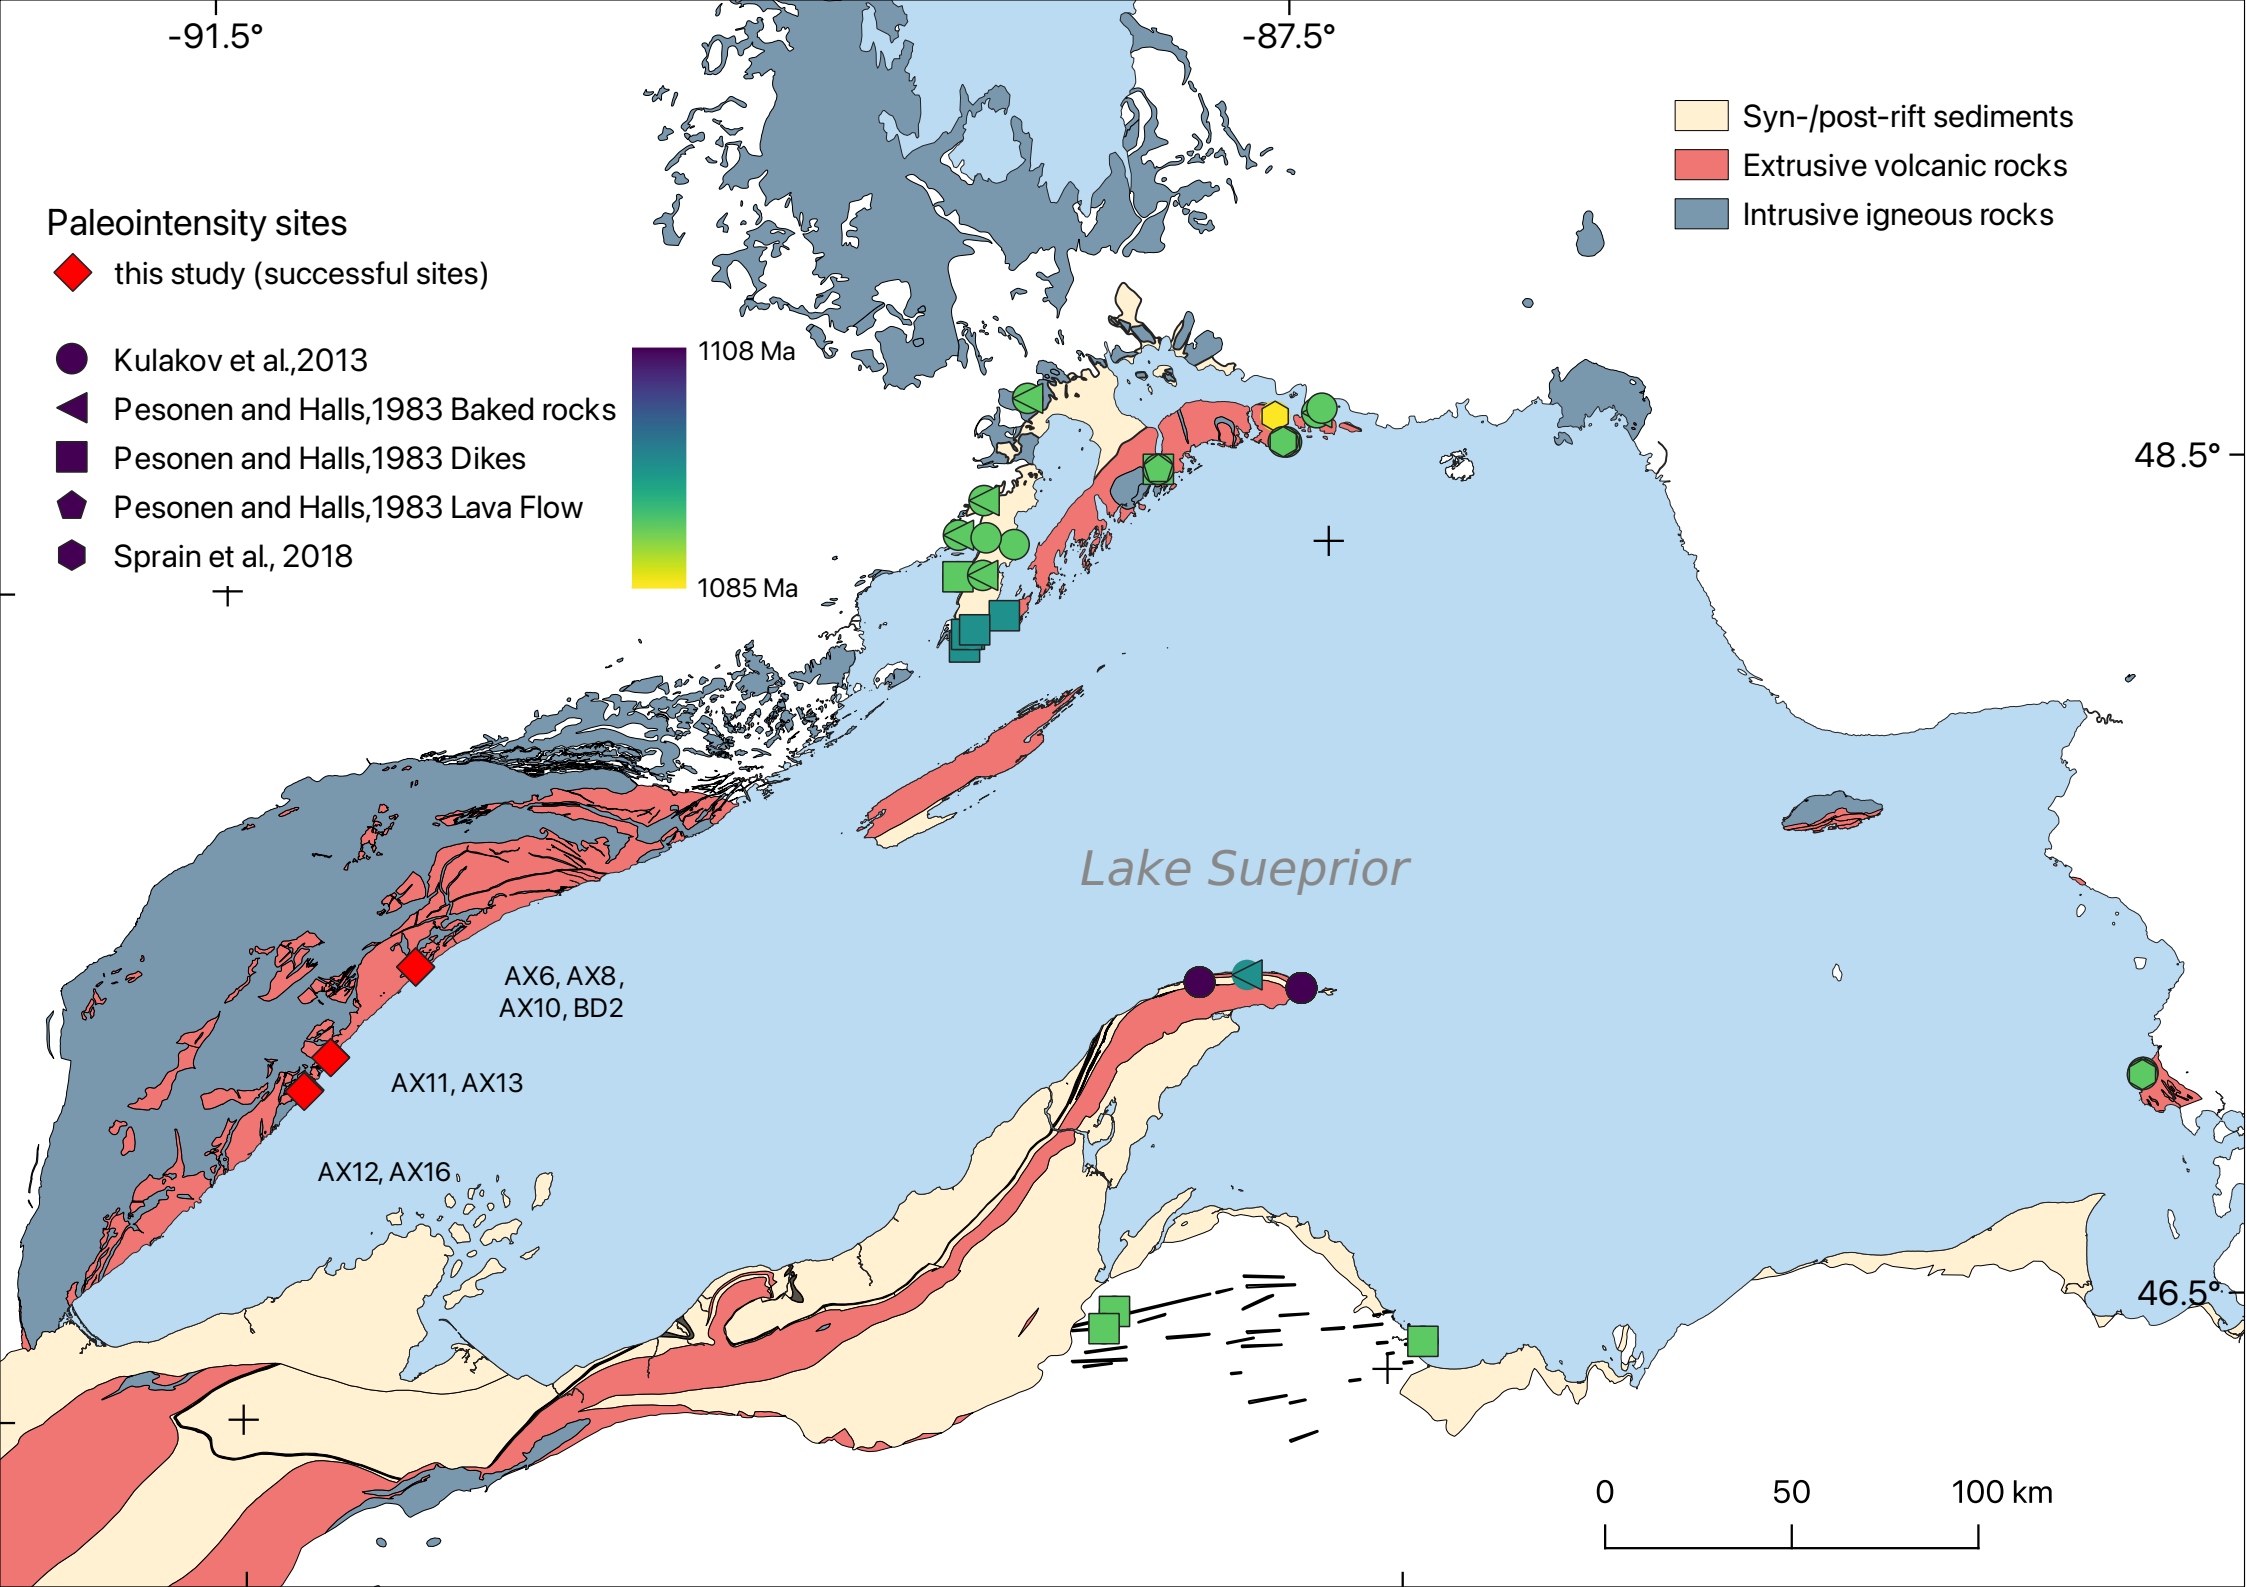 -91.5°
-87.5°
Syn-/post-rift sediments
Extrusive volcanic rocks
Intrusive igneous rocks
Paleointensity sites
this study (successful sites)
Kulakov et al.,2013
Pesonen and Halls,1983 Baked rocks
Pesonen and Halls,1983 Dikes
Pesonen and Halls,1983 Lava Flow
Sprain et al., 2018
1108 Ma
1085 Ma
48.5°
Lake Sueprior
AX6, AX8,
AX10, BD2
AX11, AX13
AX12, AX16
46.5°
0 50 100 km